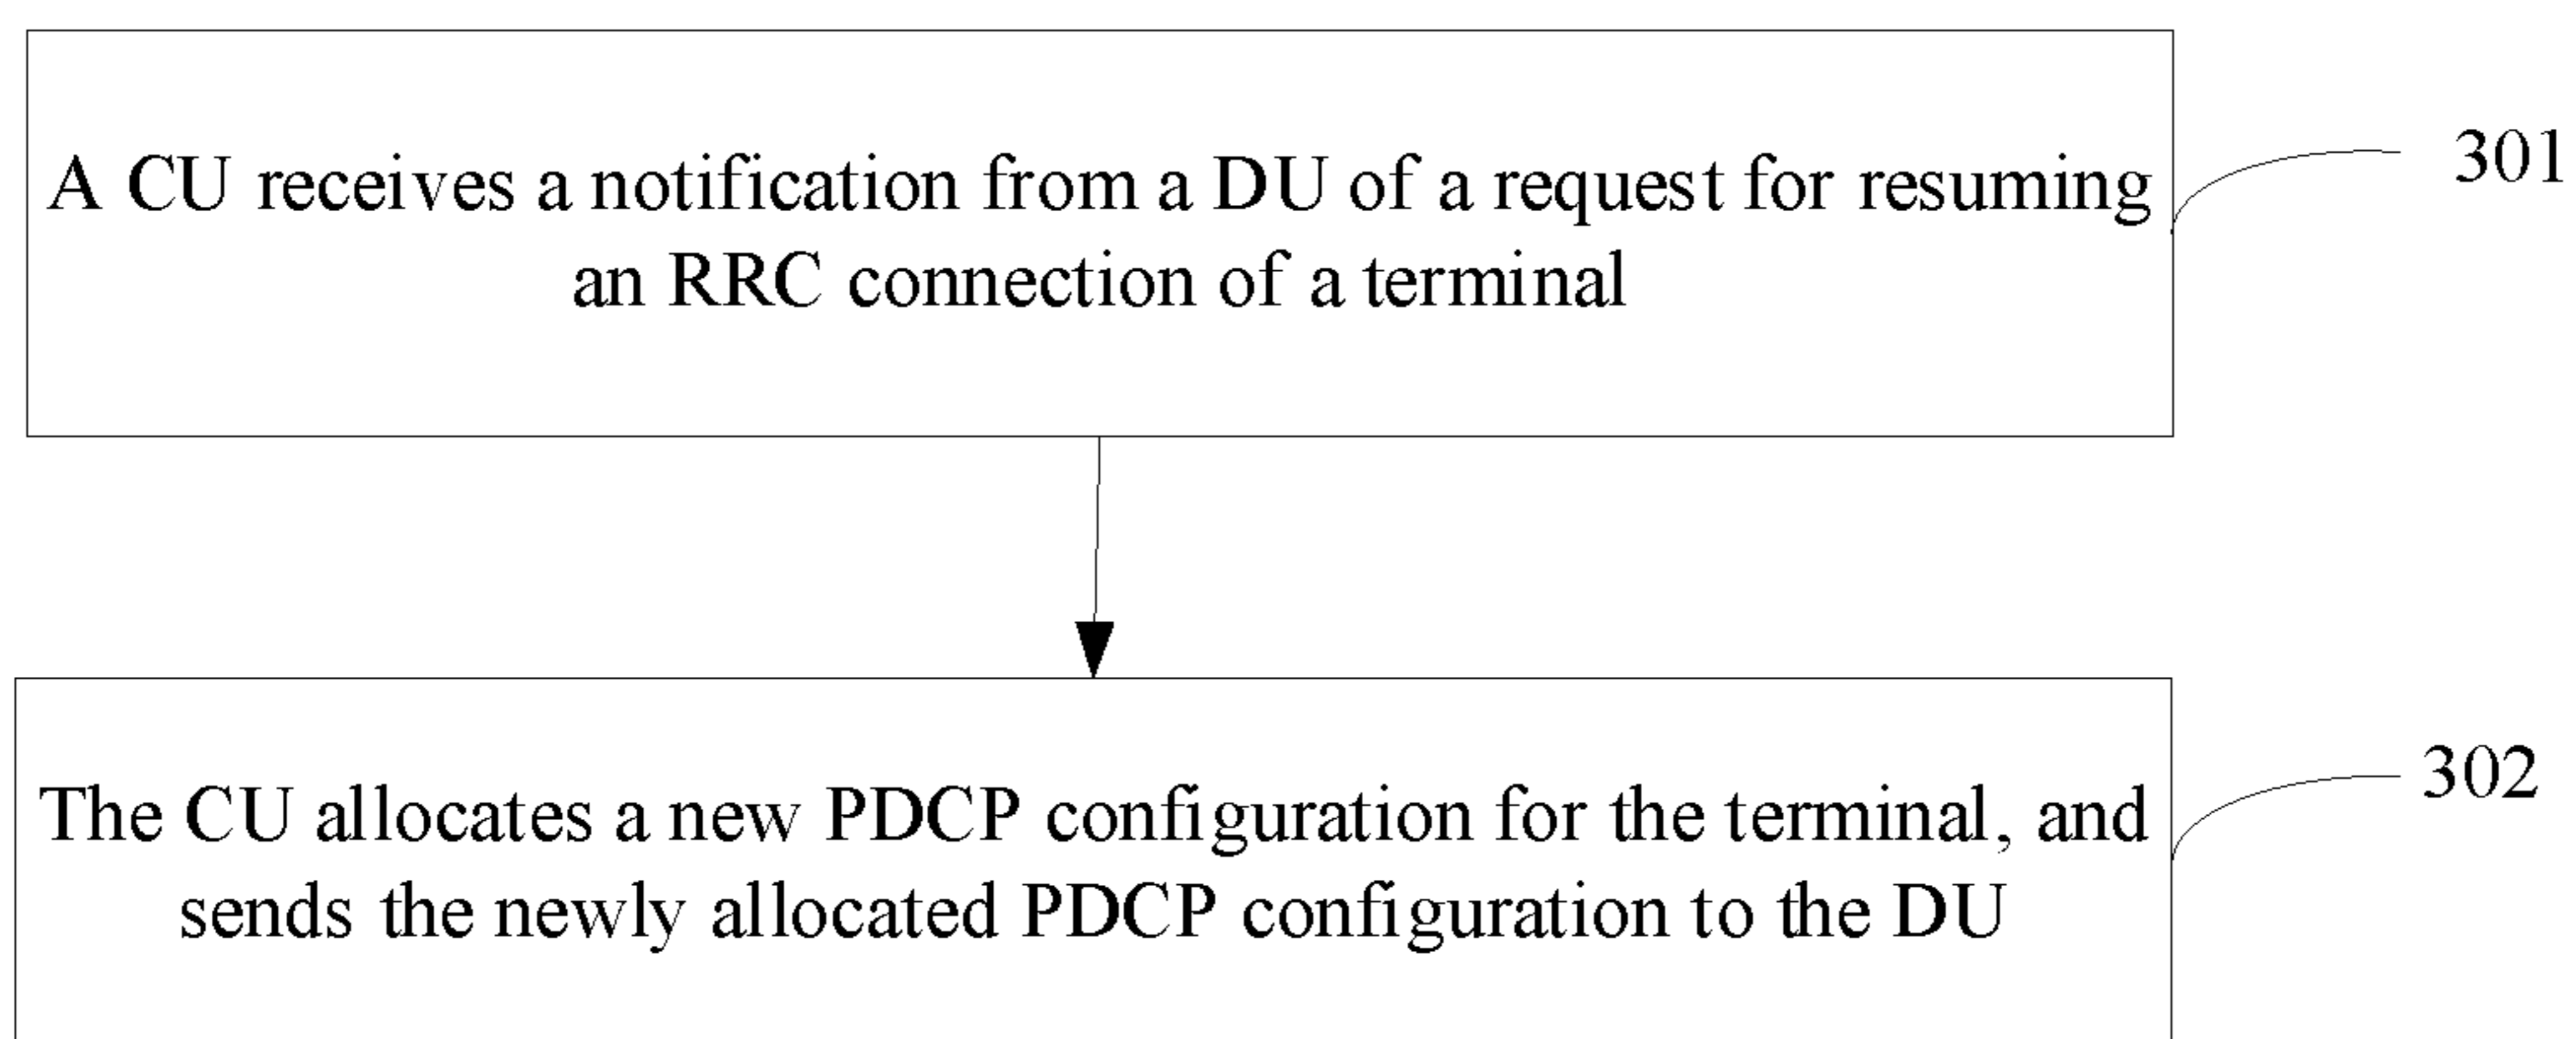 A CU receives a notification from a DU of a request for resuming
an RRC connection of a terminal
301
The CU allocates a new PDCP configuration for the terminal, and
sends the newly allocated PDCP configuration to the DU
302